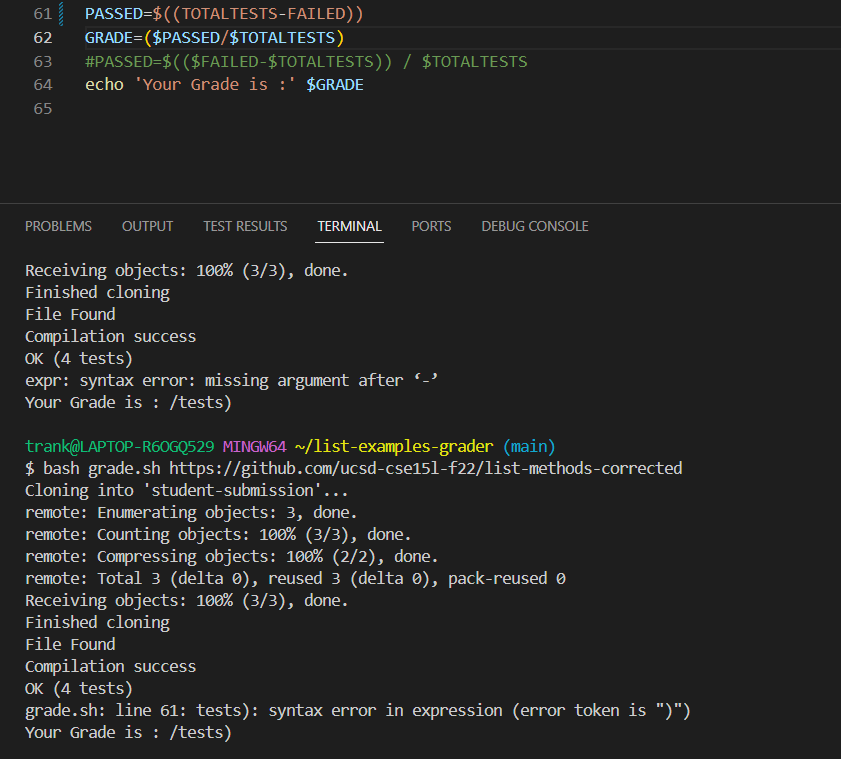 61 PASSED=$((TOTALTESTS-FAILED))
62 GRADE=($PASSED/$TOTALTESTS)
63 #PASSED=$(($FAILED-$TOTALTESTS)) / $TOTALTESTS
64 echo 'Your Grade is :' $GRADE
65
PROBLEMS OUTPUT TEST RESULTS TERMINAL PORTS DEBUG CONSOLE
Receiving objects: 100% (3/3), done.
Finished cloning
File Found
Compilation success
OK (4 tests)
expr: syntax error: missing argument after ‘-’
Your Grade is : /tests)
trank@LAPTOP-R6OGQ529 MINGW64 ~/list-examples-grader (main)
$ bash grade.sh https://github.com/ucsd-cse15l-f22/list-methods-corrected
Cloning into 'student-submission'...
remote: Enumerating objects: 3, done.
remote: Counting objects: 100% (3/3), done.
remote: Compressing objects: 100% (2/2), done.
remote: Total 3 (delta 0), reused 3 (delta 0), pack-reused 0
Receiving objects: 100% (3/3), done.
Finished cloning
File Found
Compilation success
OK (4 tests)
grade.sh: line 61: tests): syntax error in expression (error token is ")")
Your Grade is : /tests)